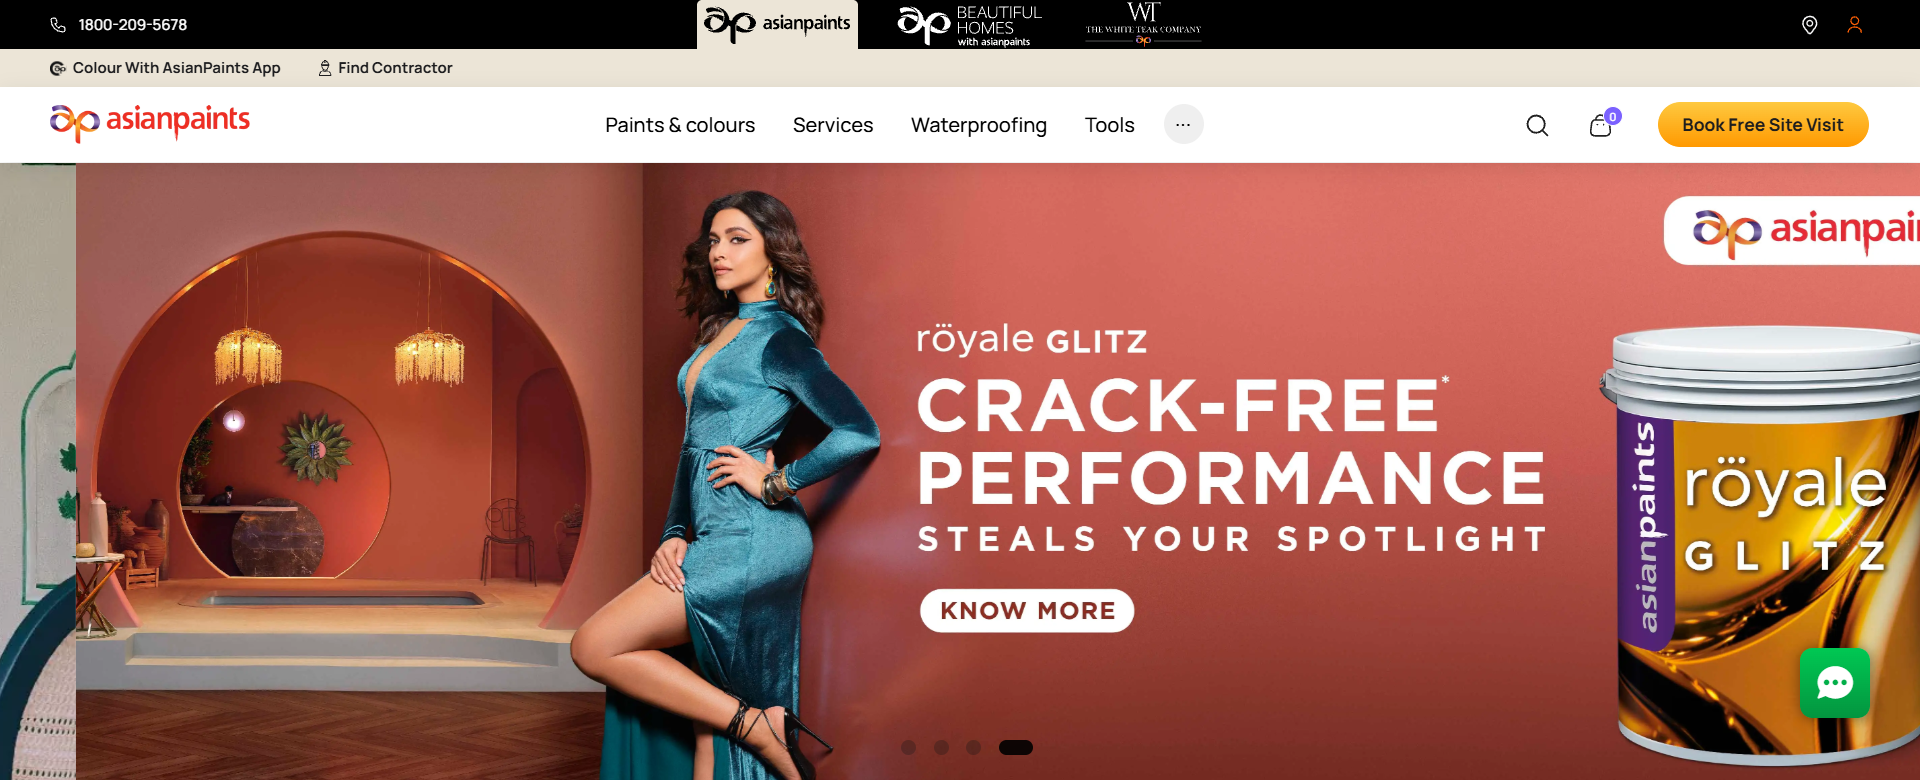 1800-209-5678
asianpaints
BEAUTIFUL
HOMES
with asianpaints
WT
THE WHITE TEAK COMPANY
Colour With AsianPaints App
Find Contractor
asianpaints
Paints & colours
Services
Waterproofing
Tools
0
Book Free Site Visit
asianpai
röyale GLITZ
CRACK-FREE*
PERFORMANCE
STEALS YOUR SPOTLIGHT
KNOW MORE
asianpaints
röyale
GLITZ